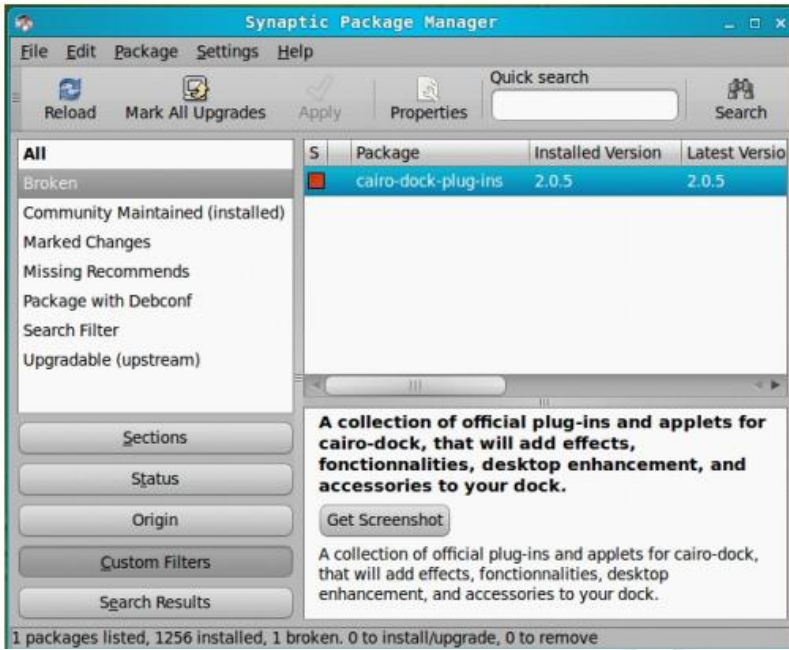 Synaptic Package Manager
File Edit Package Settings Help
Quick search
Reload Mark All Upgrades Apply Properties Search
All
Broken
Community Maintained (installed)
Marked Changes
Missing Recommends
Package with Debconf
Search Filter
Upgradable (upstream)
S Package Installed Version Latest Versio
cairo-dock-plug-ins 2.0.5 2.0.5
Sections
Status
Origin
Custom Filters
Search Results
A collection of official plug-ins and applets for
cairo-dock, that will add effects,
fonctionnalities, desktop enhancement, and
accessories to your dock.
Get Screenshot
A collection of official plug-ins and applets for cairo-dock,
that will add effects, fonctionnalities, desktop
enhancement, and accessories to your dock.
1 packages listed, 1256 installed, 1 broken. 0 to install/upgrade, 0 to remove